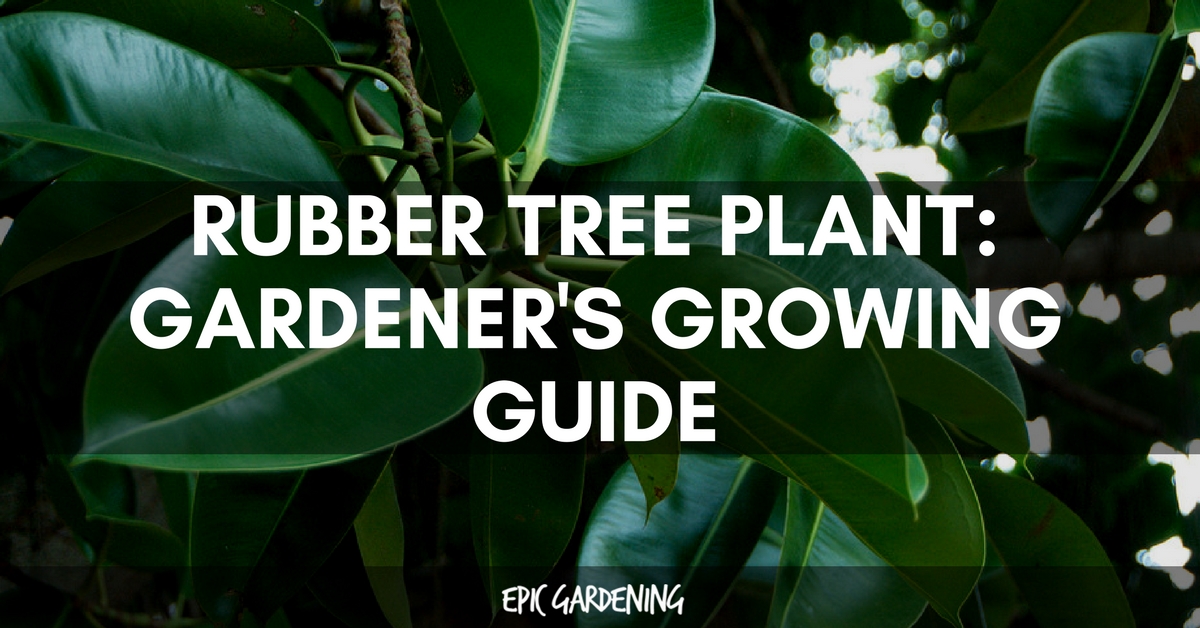 RUBBER TREE PLANT:
GARDENER'S GROWING
GUIDE
EPIC GARDENING